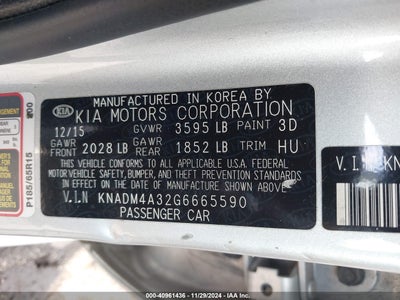 MANUFACTURED IN KOREA BY
KIA KIA MOTORS CORPORATION
12/15 GVWR 3595 LB PAINT 3D
GAWR FRONT 2028 LB GAWR REAR 1852 LB TRIM HU
THIS VEHICLE CONFORMS TO ALL APPLICABLE U.S. FEDERAL
MOTOR VEHICLE SAFETY, BUMPER, AND THEFT PREVENTION STANDARDS
IN EFFECT ON THE DATE OF MANUFACTURE SHOWN ABOVE.
V.I.N KNADM4A32G6665590
PASSENGER CAR
P185/65R15
V.I.N KN
Stock: 40961436 - 11/29/2024 - IAA Inc.